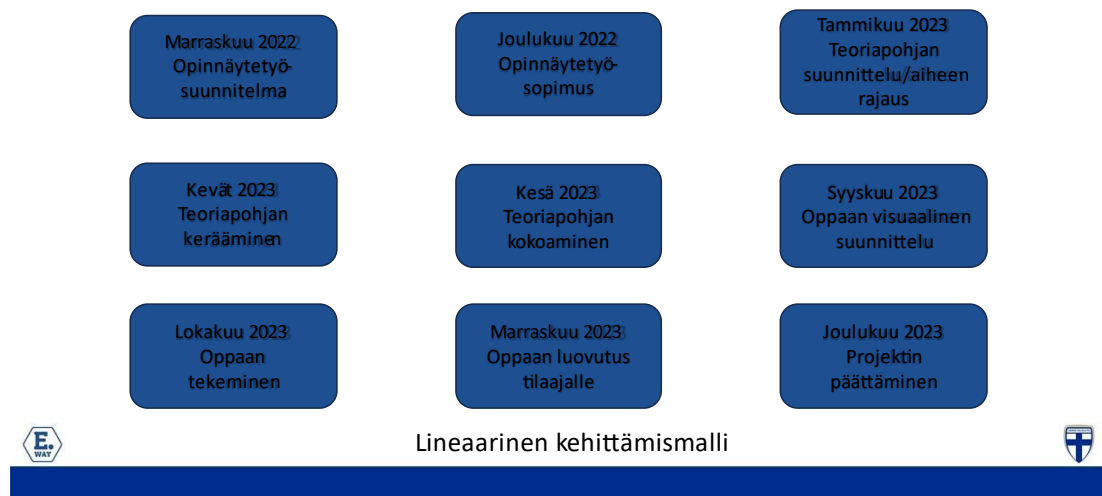 Marraskuu 2022
Opinnäytetyö-
suunnitelma
Joulukuu 2022
Opinnäytetyö-
sopimus
Tammikuu 2023
Teoriapohjan
suunnittelu/aiheen
rajaus
Kevät 2023
Teoriapohjan
kerääminen
Kesä 2023
Teoriapohjan
kokoaminen
Syyskuu 2023
Oppaan visuaalinen
suunnittelu
Lokakuu 2023
Oppaan
tekeminen
Marraskuu 2023
Oppaan luovutus
tilaajalle
Joulukuu 2023
Projektin
päättäminen
E.
WAY
Lineaarinen kehittämismalli